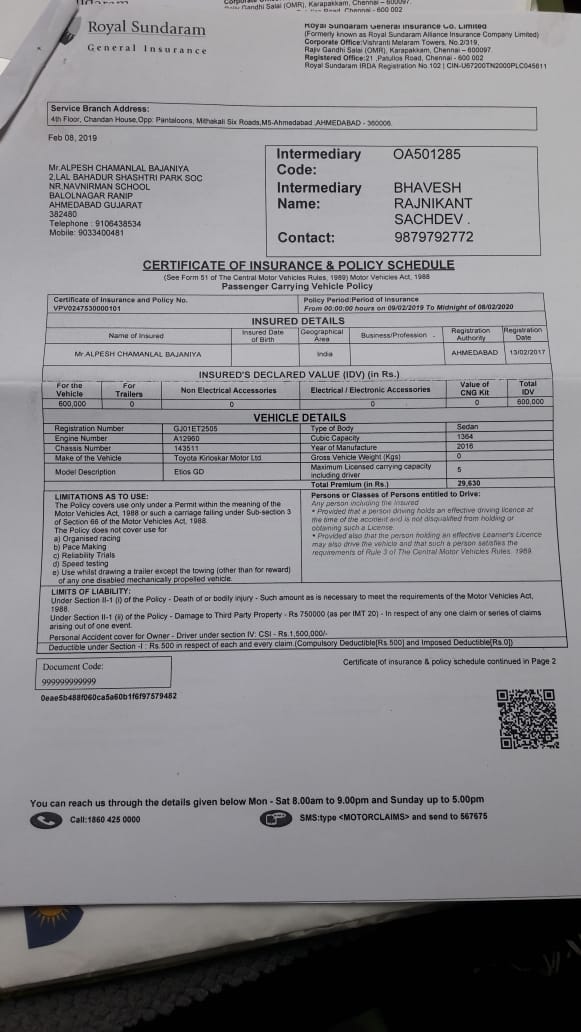 Royal Sundaram
General Insurance
Royal Sundaram General Insurance Co. Limited
(Formerly known as Royal Sundaram Alliance Insurance Company Limited)
Corporate Office:Vishranti Melaram Towers, No.2/319,
Rajiv Gandhi Salai (OMR), Karapakkam, Chennai – 600097.
Registered Office:21 ,Patullos Road, Chennai - 600 002
Royal Sundaram IRDA Registration No.102 | CIN-U67200TN2000PLC045611
Service Branch Address:
4th Floor, Chandan House,Opp: Pantaloons, Mithakali Six Roads,MS-Ahmedabad ,AHMEDABAD - 380006.
Feb 08, 2019
Mr.ALPESH CHAMANLAL BAJANIYA
2,LAL BAHADUR SHASHTRI PARK SOC
NR,NAVNIRMAN SCHOOL
BALOLNAGAR RANIP
AHMEDABAD GUJARAT
382480
Telephone : 9106438534
Mobile: 9033400481
Intermediary Code: OA501285
Intermediary Name: BHAVESH RAJNIKANT SACHDEV .
Contact: 9879792772
CERTIFICATE OF INSURANCE & POLICY SCHEDULE
(See Form 51 of The Central Motor Vehicles Rules, 1989) Motor Vehicles Act, 1988
Passenger Carrying Vehicle Policy
Certificate of Insurance and Policy No.
VPV0247530000101
Policy Period:Period of Insurance
From 00:00:00 hours on 09/02/2019 To Midnight of 08/02/2020
INSURED DETAILS
Name of Insured Insured Date of Birth Geographical Area Business/Profession Registration Authority Registration Date
Mr.ALPESH CHAMANLAL BAJANIYA India AHMEDABAD 13/02/2017
INSURED'S DECLARED VALUE (IDV) (in Rs.)
For the Vehicle For Trailers Non Electrical Accessories Electrical / Electronic Accessories Value of CNG Kit Total IDV
600,000 0 0 0 0 600,000
VEHICLE DETAILS
Registration Number GJ01ET2505 Type of Body Sedan
Engine Number A12960 Cubic Capacity 1364
Chassis Number 143511 Year of Manufacture 2016
Make of the Vehicle Toyota Kirloskar Motor Ltd. Gross Vehicle Weight (Kgs) 0
Model Description Etios GD Maximum Licensed carrying capacity including driver 5
Total Premium (in Rs.) 29,630
LIMITATIONS AS TO USE:
The Policy covers use only under a Permit within the meaning of the
Motor Vehicles Act, 1988 or such a carriage falling under Sub-section 3
of Section 66 of the Motor Vehicles Act, 1988.
The Policy does not cover use for
a) Organised racing
b) Pace Making
c) Reliability Trials
d) Speed testing
e) Use whilst drawing a trailer except the towing (other than for reward)
of any one disabled mechanically propelled vehicle.
Persons or Classes of Persons entitled to Drive:
Any person including the Insured
* Provided that a person driving holds an effective driving licence at
the time of the accident and is not disqualified from holding or
obtaining such a License.
* Provided also that the person holding an effective Learner's Licence
may also drive the vehicle and that such a person satisfies the
requirements of Rule 3 of The Central Motor Vehicles Rules, 1989.
LIMITS OF LIABILITY:
Under Section II-1 (i) of the Policy - Death of or bodily injury - Such amount as is necessary to meet the requirements of the Motor Vehicles Act,
1988.
Under Section II-1 (ii) of the Policy - Damage to Third Party Property - Rs 750000 (as per IMT 20) - In respect of any one claim or series of claims
arising out of one event.
Personal Accident cover for Owner - Driver under section IV: CSI - Rs.1,500,000/-
Deductible under Section -I : Rs 500 in respect of each and every claim.(Compulsory Deductible[Rs 500] and Imposed Deductible[Rs.0])
Certificate of insurance & policy schedule continued in Page 2
Document Code:
999999999999
0eae5b488f060ca5a60b1f6f97579482
You can reach us through the details given below Mon - Sat 8.00am to 9.00pm and Sunday up to 5.00pm
Call:1860 425 0000
SMS:type <MOTORCLAIMS> and send to 567675